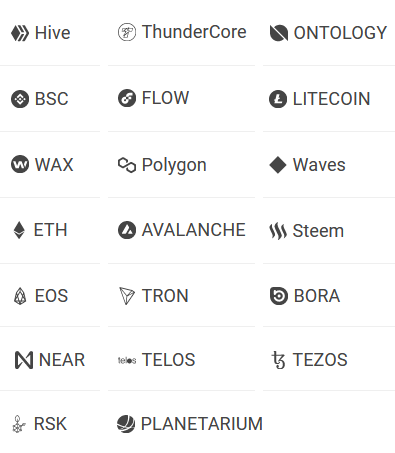 Hive ThunderCore ONTOLOGY
BSC FLOW LITECOIN
WAX Polygon Waves
ETH AVALANCHE Steem
EOS TRON BORA
NEAR telos TELOS TEZOS
RSK PLANETARIUM